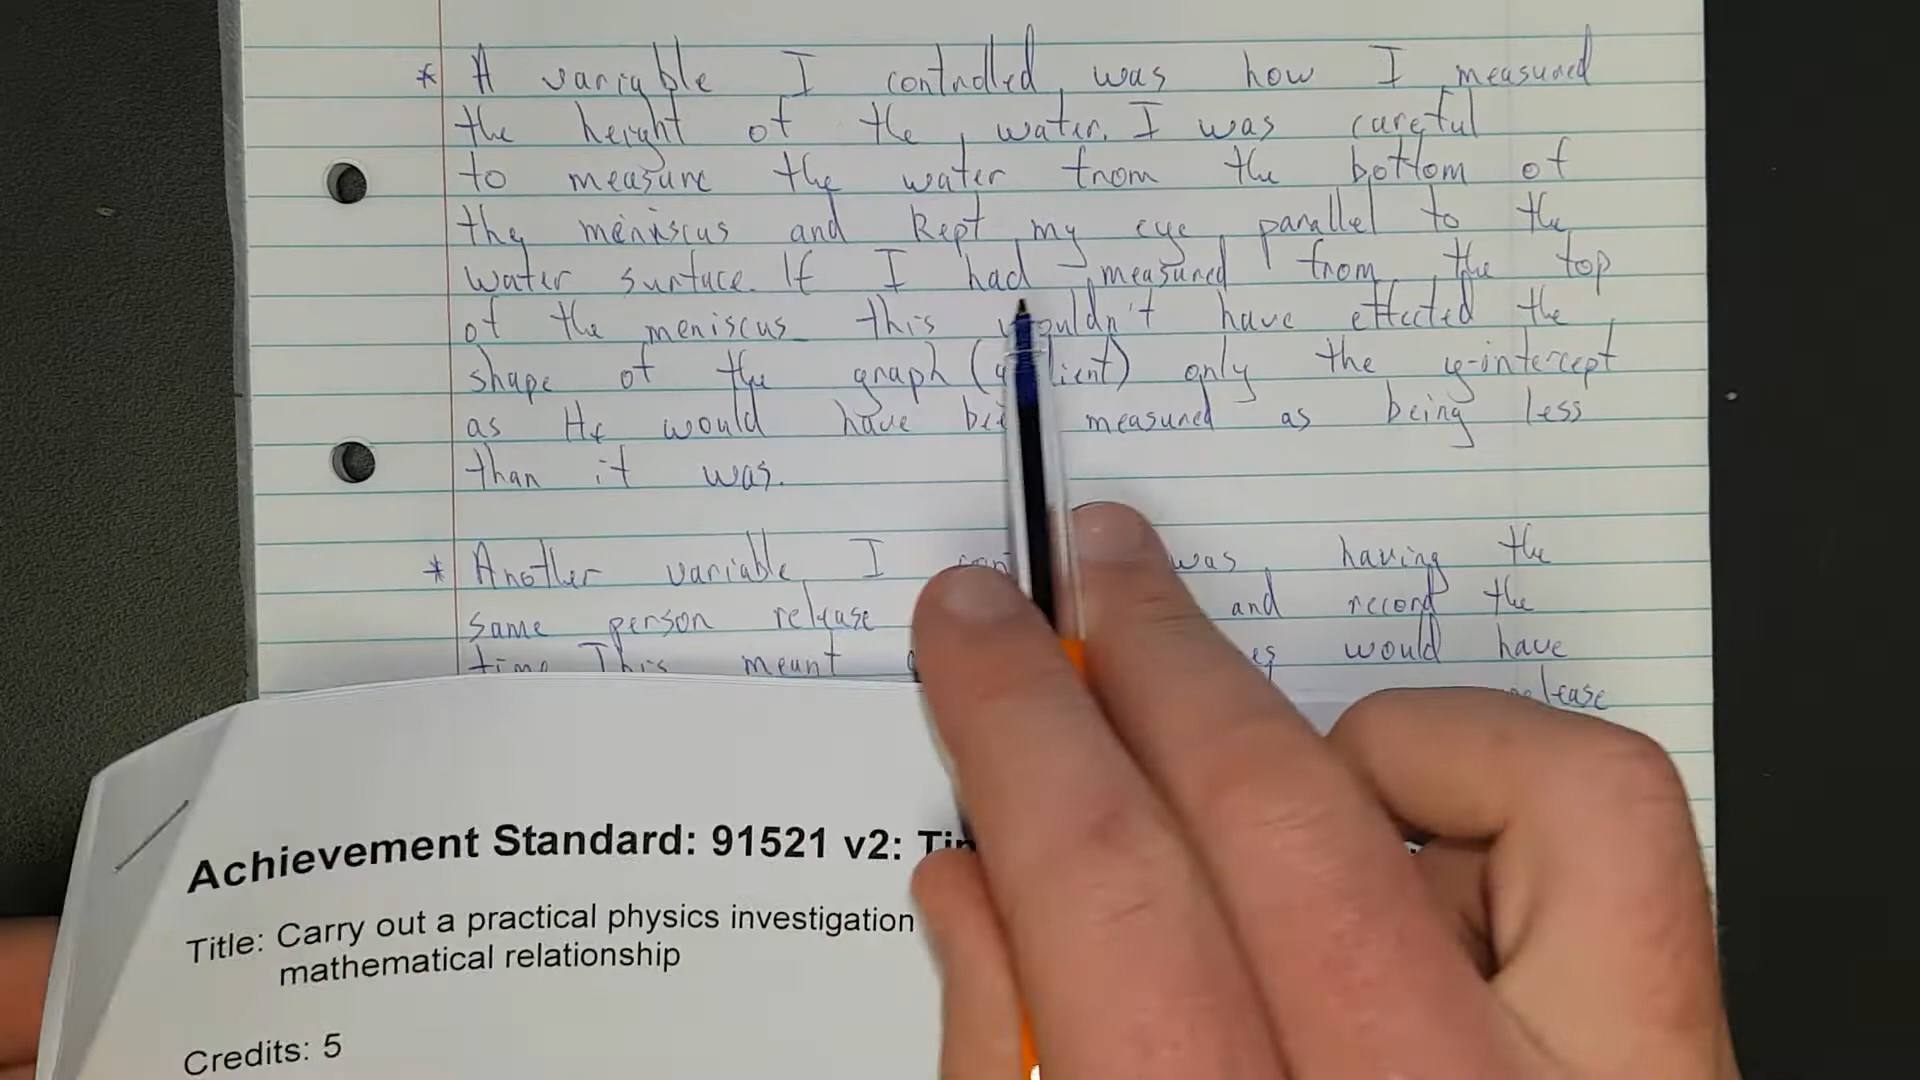 * A variable I controlled was how I measured
the height of the water. I was careful
to measure the water from the bottom of
the meniscus and kept my eye parallel to the
water surface. If I had measured from the top
of the meniscus this wouldn't have effected the
shape of the graph (gradient) only the y-intercept
as it would have measured as being less
than it was.
* Another variable I was having the
same person release and record the
time. This meant would have
release
Achievement Standard: 91521 v2:
Title: Carry out a practical physics investigation
mathematical relationship
Credits: 5